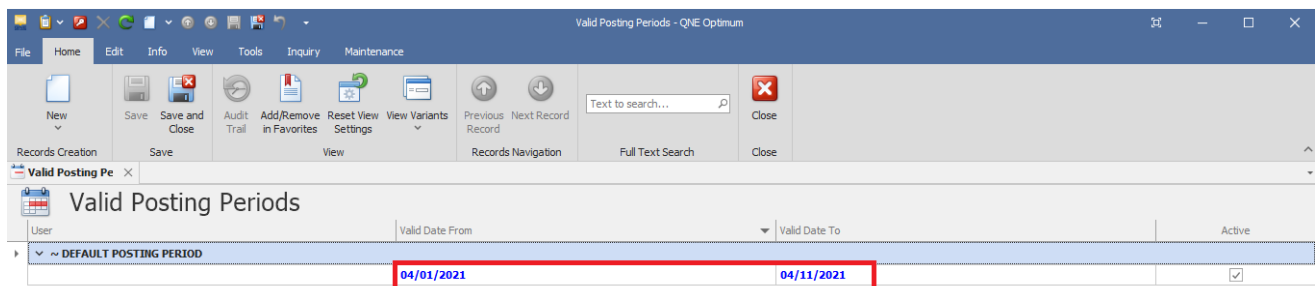 Valid Posting Periods - QNE Optimum
File Home Edit Info View Tools Inquiry Maintenance
New Save Save and Close Audit Trail Add/Remove in Favorites Reset View Settings View Variants Previous Record Next Record Text to search... Close
Records Creation Save View Records Navigation Full Text Search Close
Valid Posting Pe
Valid Posting Periods
User Valid Date From Valid Date To Active
~ DEFAULT POSTING PERIOD
04/01/2021 04/11/2021